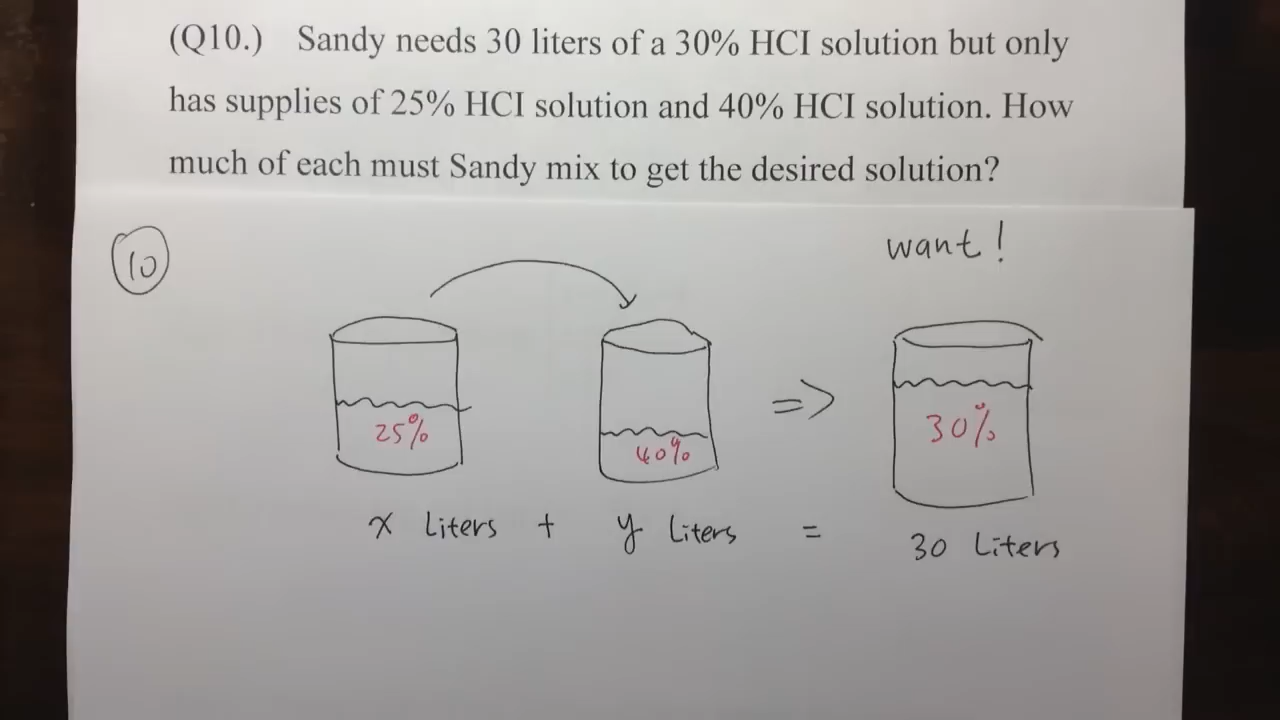 (Q10.) Sandy needs 30 liters of a 30% HCI solution but only
has supplies of 25% HCI solution and 40% HCI solution. How
much of each must Sandy mix to get the desired solution?
10
want!
25%
40%
=>
30%
x Liters + y Liters = 30 Liters